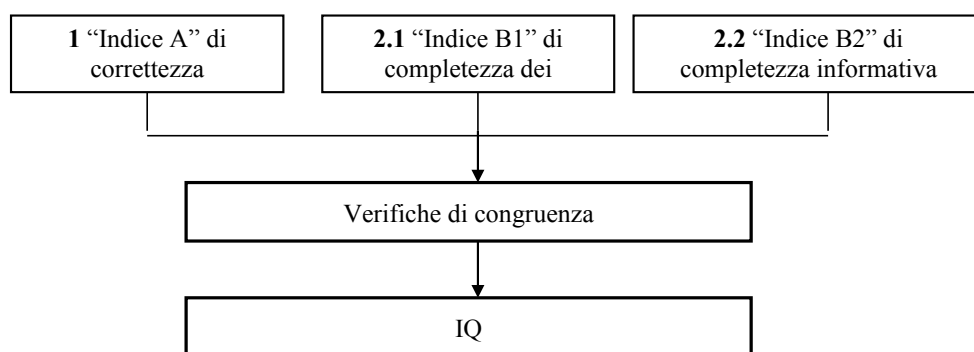 1 “Indice A” di
correttezza
2.1 “Indice B1” di
completezza dei
2.2 “Indice B2” di
completezza informativa
Verifiche di congruenza
IQ